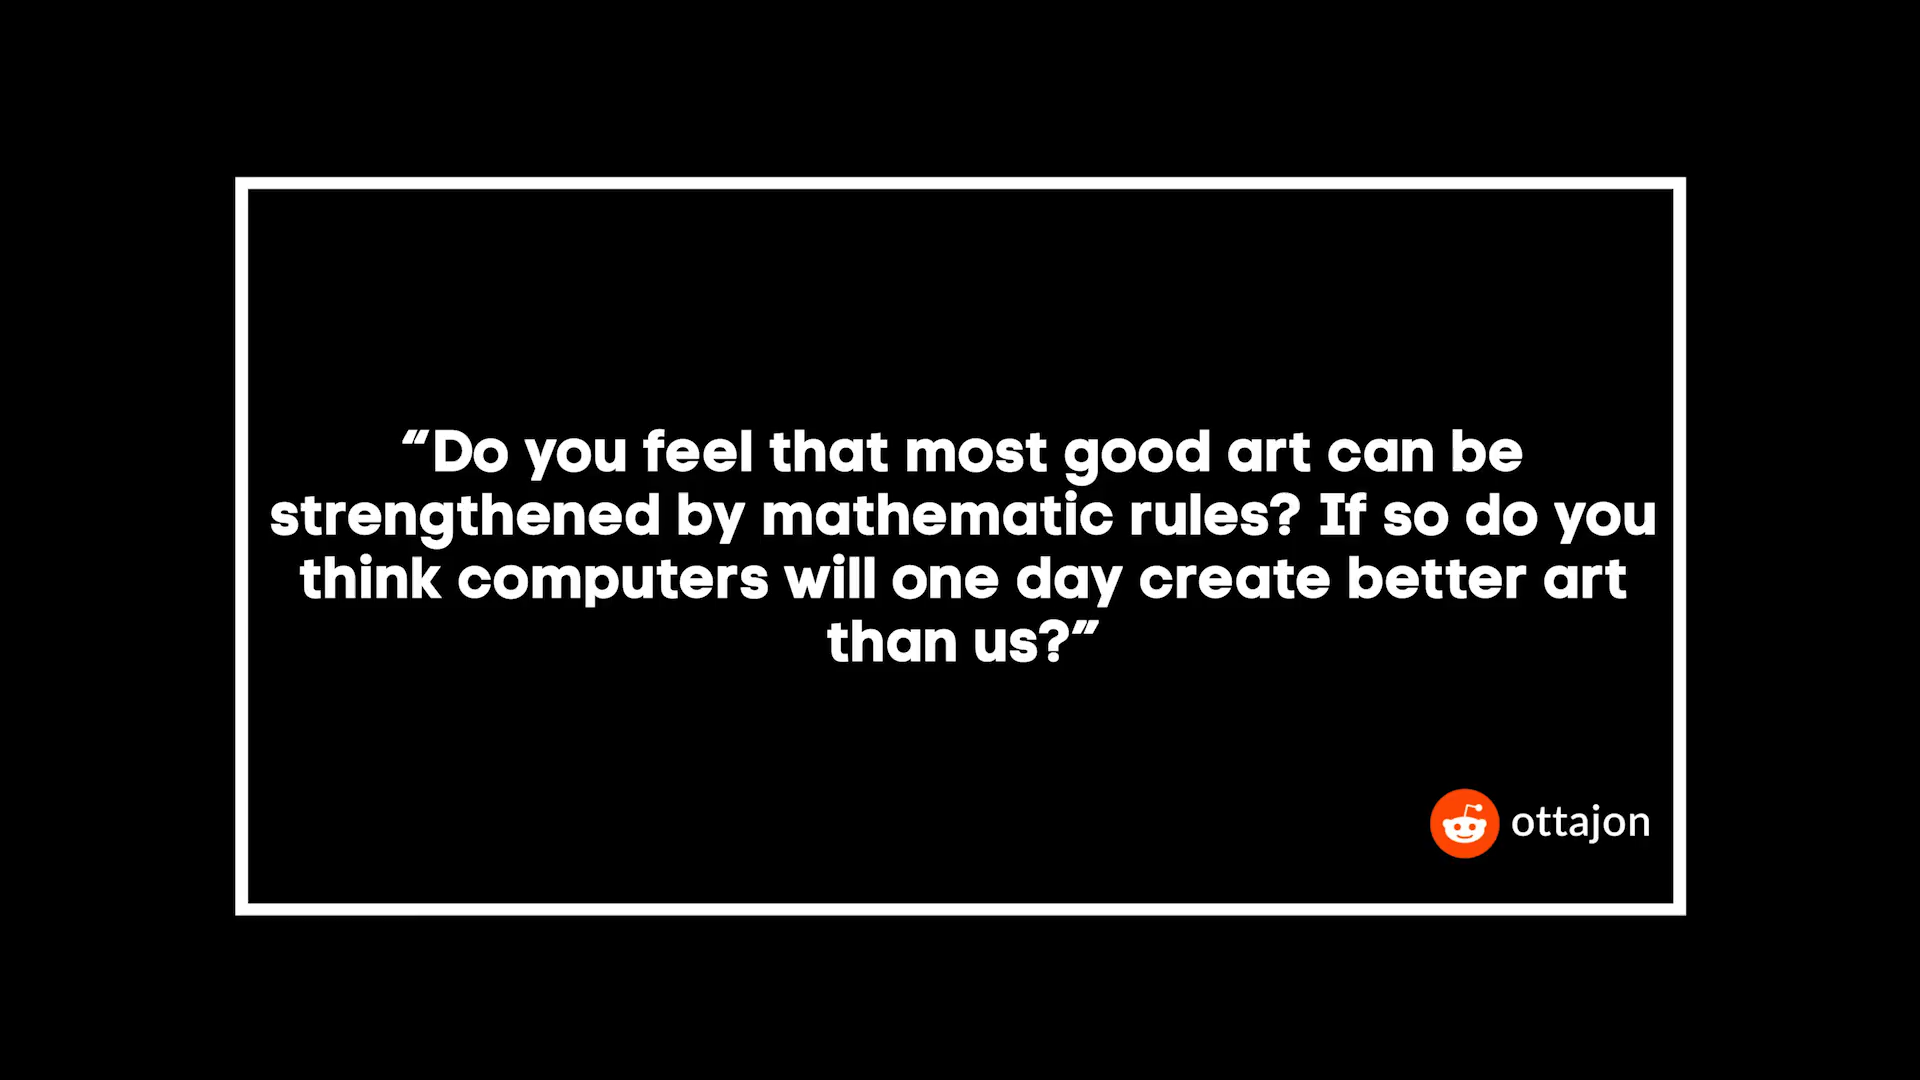 “Do you feel that most good art can be
strengthened by mathematic rules? If so do you
think computers will one day create better art
than us?”
ottajon